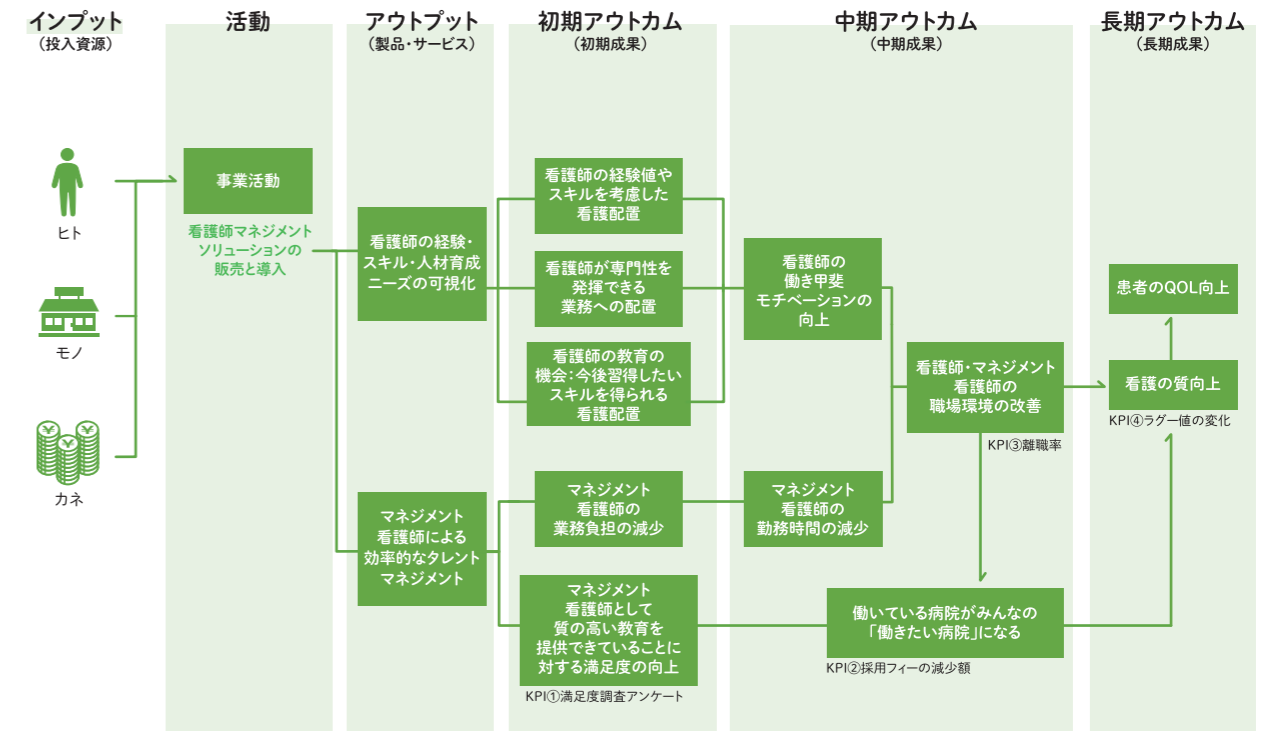 インプット
（投入資源）
活動
アウトプット
（製品・サービス）
初期アウトカム
（初期成果）
中期アウトカム
（中期成果）
長期アウトカム
（長期成果）
ヒト
モノ
カネ
事業活動
看護師マネジメント
ソリューションの
販売と導入
看護師の経験・
スキル・人材育成
ニーズの可視化
マネジメント
看護師による
効率的なタレント
マネジメント
看護師の経験値や
スキルを考慮した
看護配置
看護師が専門性を
発揮できる
業務への配置
看護師の教育の
機会：今後習得したい
スキルを得られる
看護配置
マネジメント
看護師の
業務負担の減少
マネジメント
看護師として
質の高い教育を
提供できていることに
対する満足度の向上
KPI①満足度調査アンケート
看護師の
働き甲斐
モチベーションの
向上
マネジメント
看護師の
勤務時間の減少
看護師・マネジメント
看護師の
職場環境の改善
KPI③離職率
働いている病院がみんなの
「働きたい病院」になる
KPI②採用フィーの減少額
患者のQOL向上
看護の質向上
KPI④ラグー値の変化